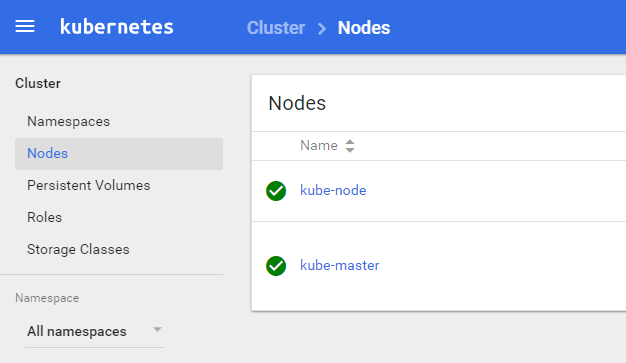 kubernetes
Cluster > Nodes
Cluster
Namespaces
Nodes
Persistent Volumes
Roles
Storage Classes
Namespace
All namespaces
Nodes
Name
kube-node
kube-master